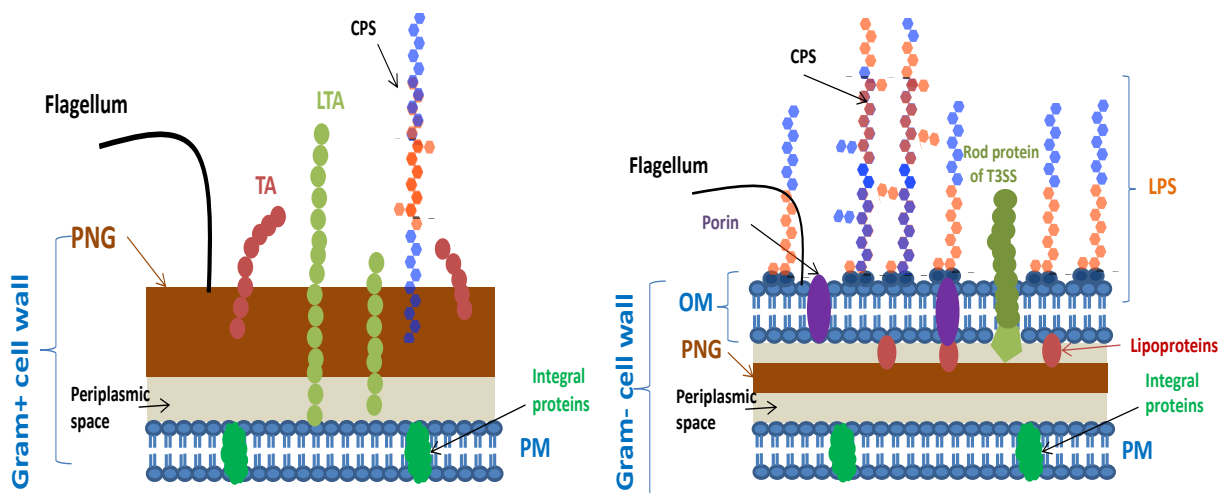 CPS
Flagellum
LTA
TA
PNG
Gram+ cell wall
Periplasmic
space
Integral
proteins
PM
CPS
Flagellum
Rod protein
of T3SS
LPS
Porin
OM
PNG
Gram- cell wall
Lipoproteins
Periplasmic
space
Integral
proteins
PM